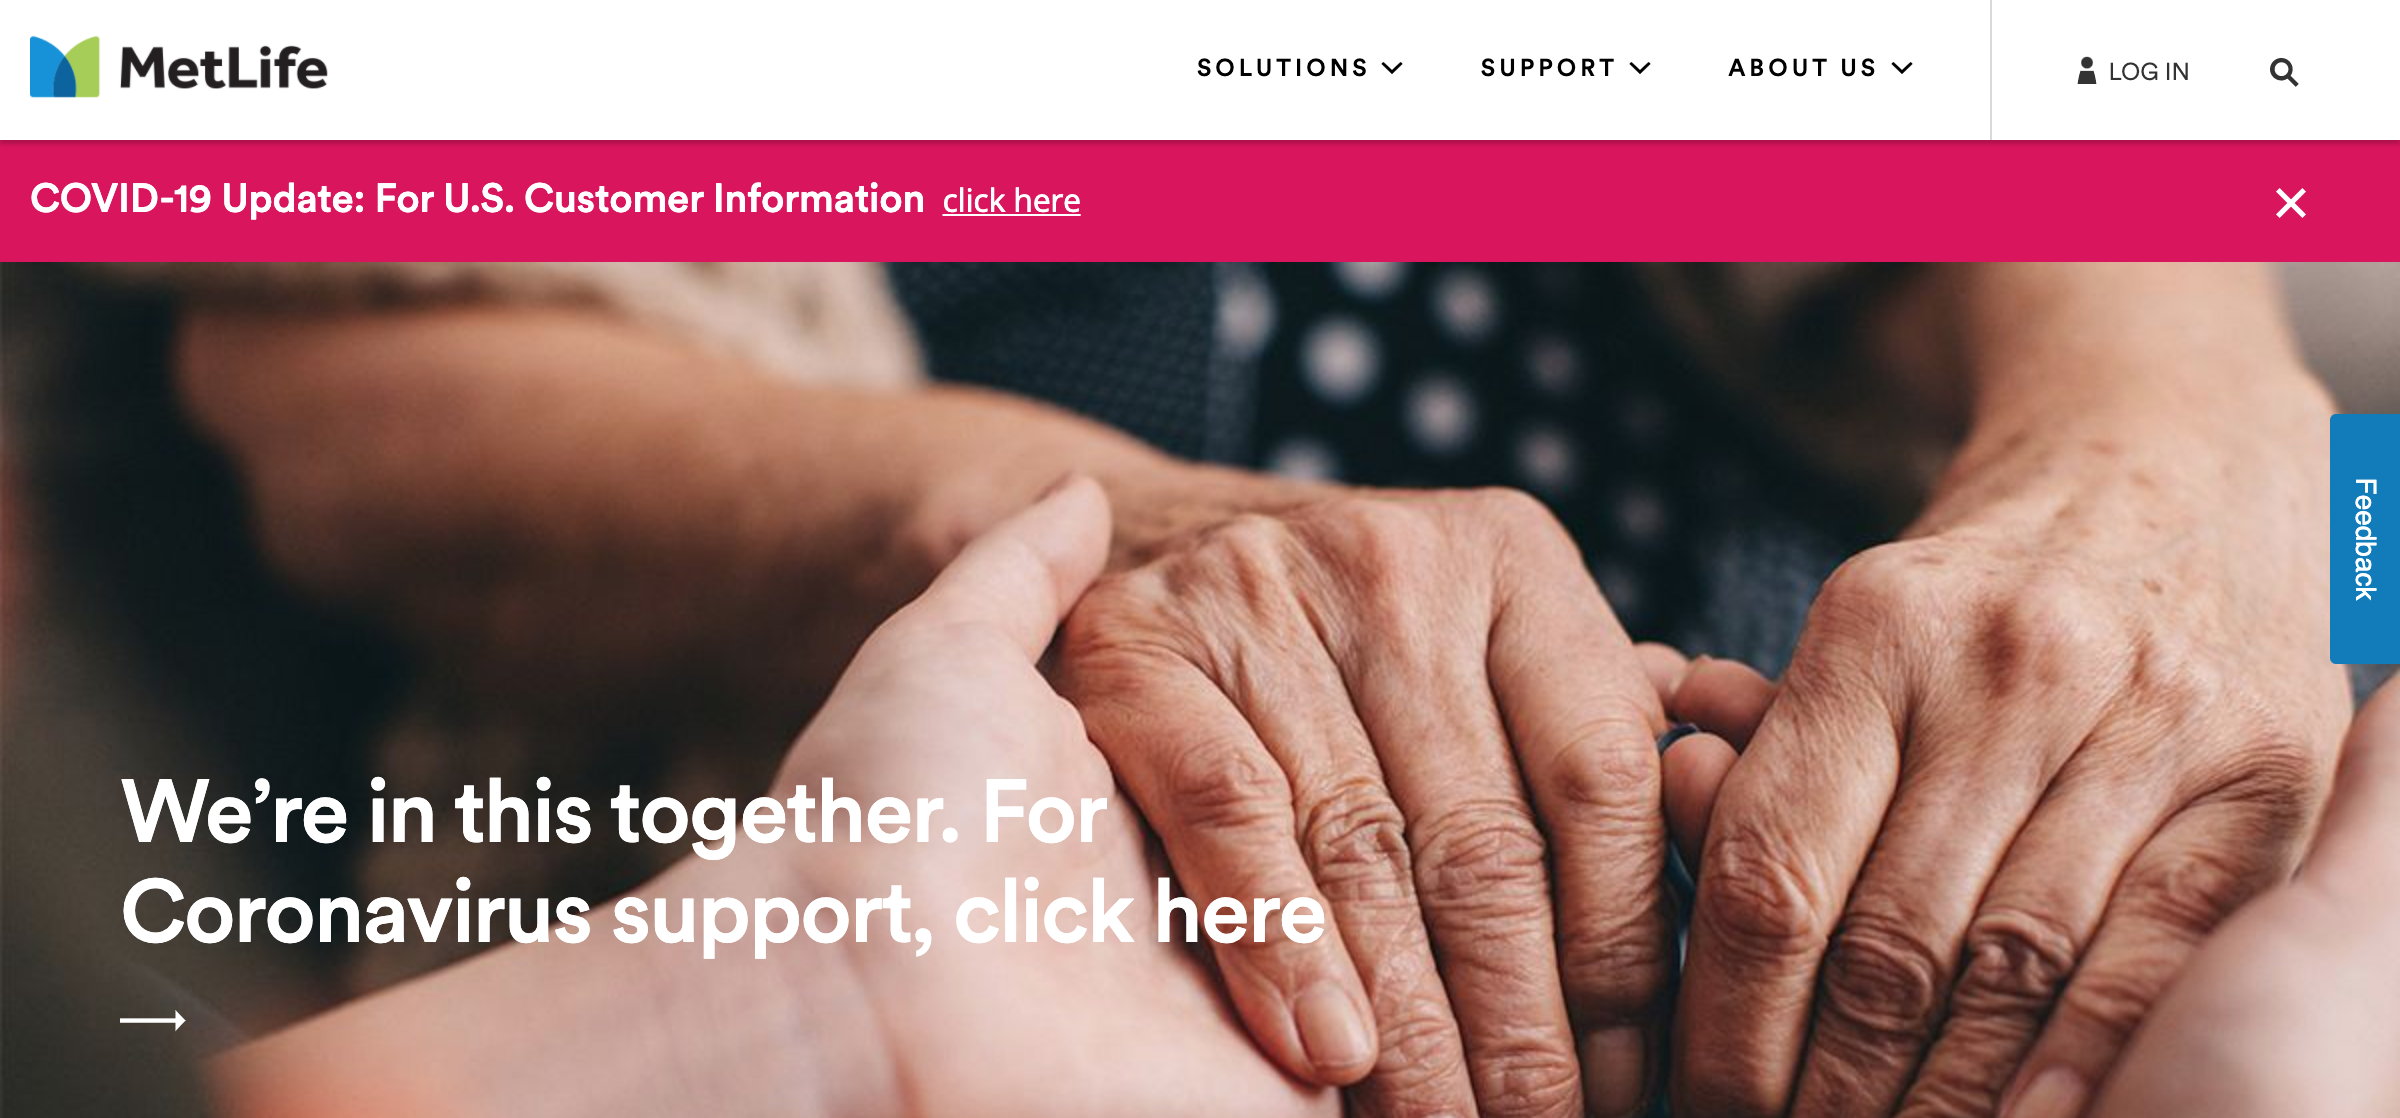 MetLife
SOLUTIONS
SUPPORT
ABOUT US
LOG IN
COVID-19 Update: For U.S. Customer Information click here
Feedback
We’re in this together. For
Coronavirus support, click here